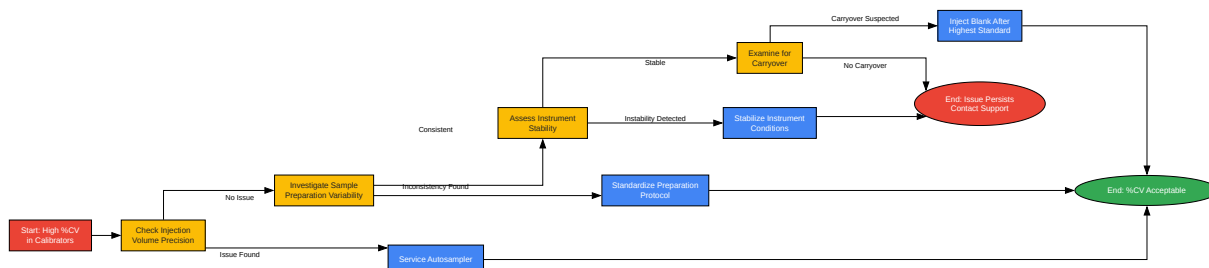 Carryover Suspected
Inject Blank After
Highest Standard
Examine for
Carryover
Stable
No Carryover
End: Issue Persists
Contact Support
Assess Instrument
Stability
Instability Detected
Stabilize Instrument
Conditions
Consistent
Investigate Sample
Preparation Variability
Inconsistency Found
Standardize Preparation
Protocol
End: %CV Acceptable
No Issue
Start: High %CV
in Calibrators
Check Injection
Volume Precision
Issue Found
Service Autosampler